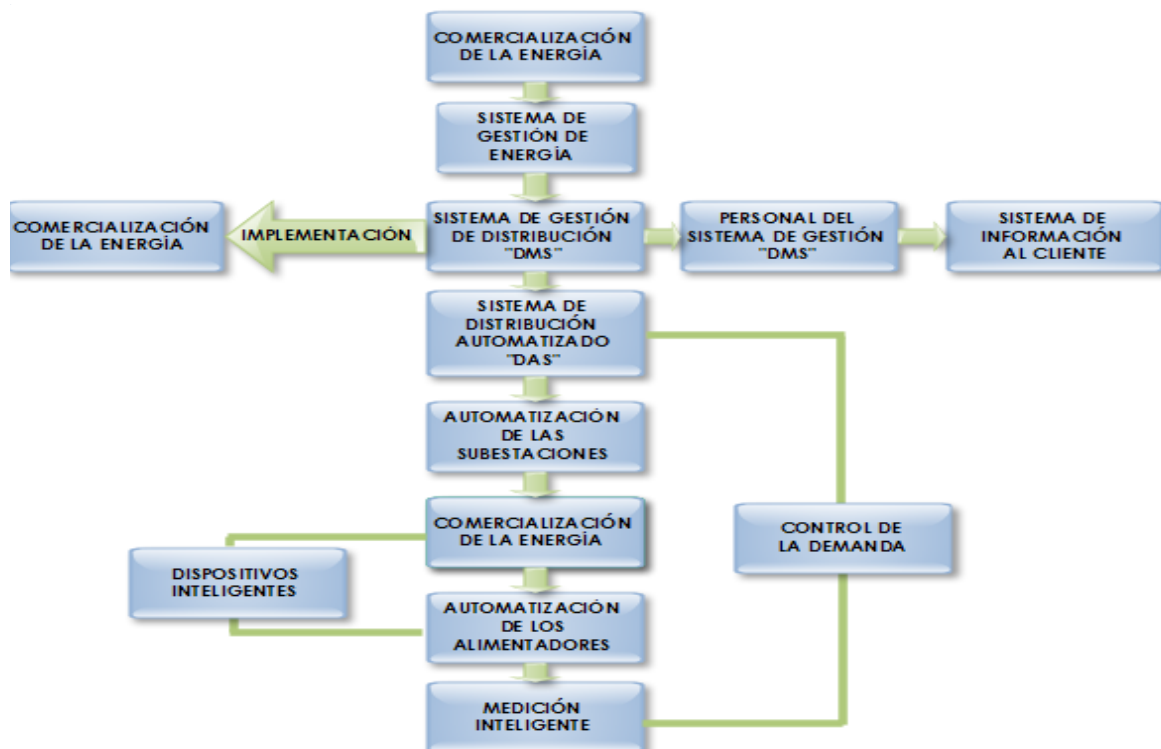 COMERCIALIZACIÓN
DE LA ENERGÍA
SISTEMA DE
GESTIÓN DE
ENERGÍA
COMERCIALIZACIÓN
DE LA ENERGÍA
IMPLEMENTACIÓN
SISTEMA DE GESTIÓN
DE DISTRIBUCIÓN
"DMS"
PERSONAL DEL
SISTEMA DE GESTIÓN
"DMS"
SISTEMA DE
INFORMACIÓN
AL CLIENTE
SISTEMA DE
DISTRIBUCIÓN
AUTOMATIZADO
"DAS"
AUTOMATIZACIÓN
DE LAS
SUBESTACIONES
COMERCIALIZACIÓN
DE LA ENERGÍA
CONTROL DE
LA DEMANDA
DISPOSITIVOS
INTELIGENTES
AUTOMATIZACIÓN
DE LOS
ALIMENTADORES
MEDICIÓN
INTELIGENTE